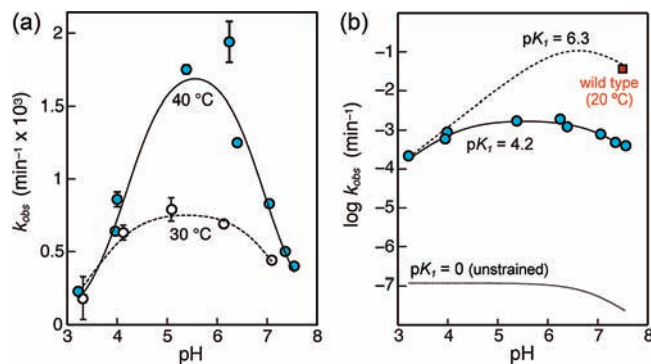 (a)
k_obs (min⁻¹ x 10³)
2
1.5
1
0.5
0
40 °C
30 °C
3 4 5 6 7 8
pH
(b)
log k_obs (min⁻¹)
−1
−2
−3
−4
−5
−6
−7
pK₁ = 6.3
wild type
(20 °C)
pK₁ = 4.2
pK₁ = 0 (unstrained)
3 4 5 6 7 8
pH